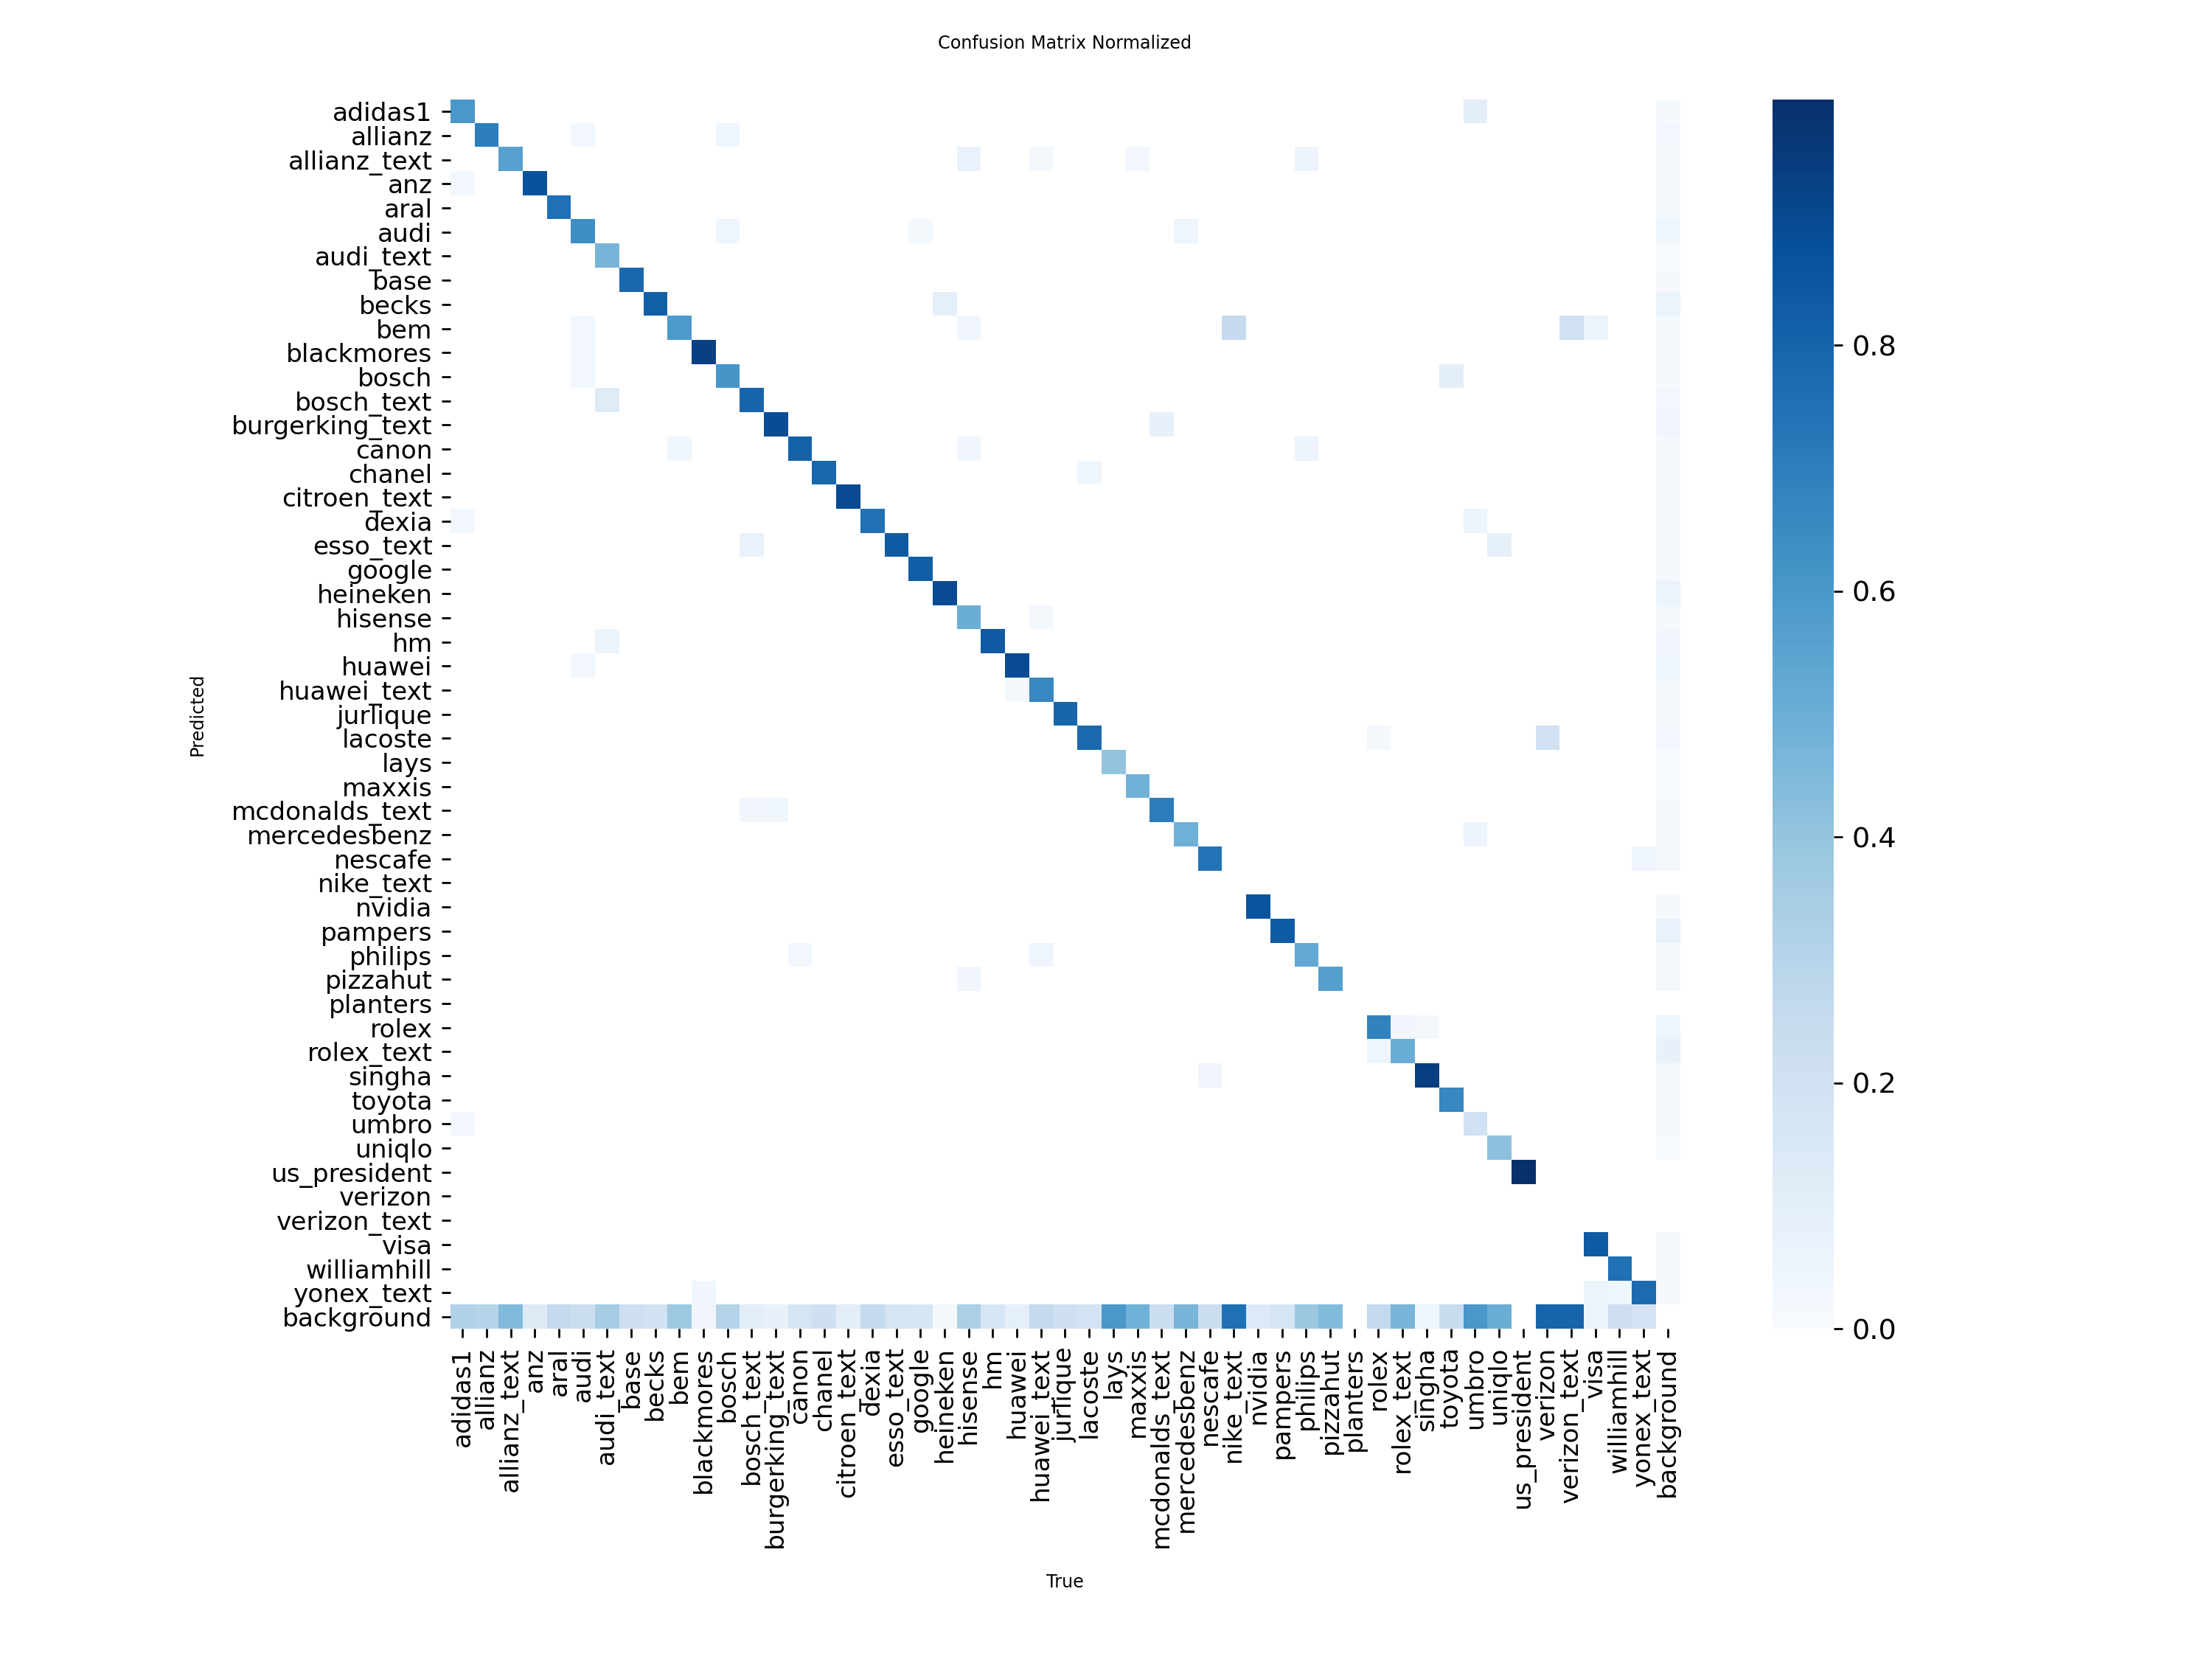 Confusion Matrix Normalized
adidas1
allianz
allianz_text
anz
aral
audi
audi_text
base
becks
bem
blackmores
bosch
bosch_text
burgerking_text
canon
chanel
citroen_text
dexia
esso_text
google
heineken
hisense
hm
huawei
huawei_text
jurlique
lacoste
lays
maxxis
mcdonalds_text
mercedesbenz
nescafe
nike_text
nvidia
pampers
philips
pizzahut
planters
rolex
rolex_text
singha
toyota
umbro
uniqlo
us_president
verizon
verizon_text
visa
williamhill
yonex_text
background
Predicted
adidas1
allianz
allianz_text
anz
aral
audi
audi_text
base
becks
bem
blackmores
bosch
bosch_text
burgerking_text
canon
chanel
citroen_text
dexia
esso_text
google
heineken
hisense
hm
huawei
huawei_text
jurlique
lacoste
lays
maxxis
mcdonalds_text
mercedesbenz
nescafe
nike_text
nvidia
pampers
philips
pizzahut
planters
rolex
rolex_text
singha
toyota
umbro
uniqlo
us_president
verizon
verizon_text
visa
williamhill
yonex_text
background
True
0.8
0.6
0.4
0.2
0.0